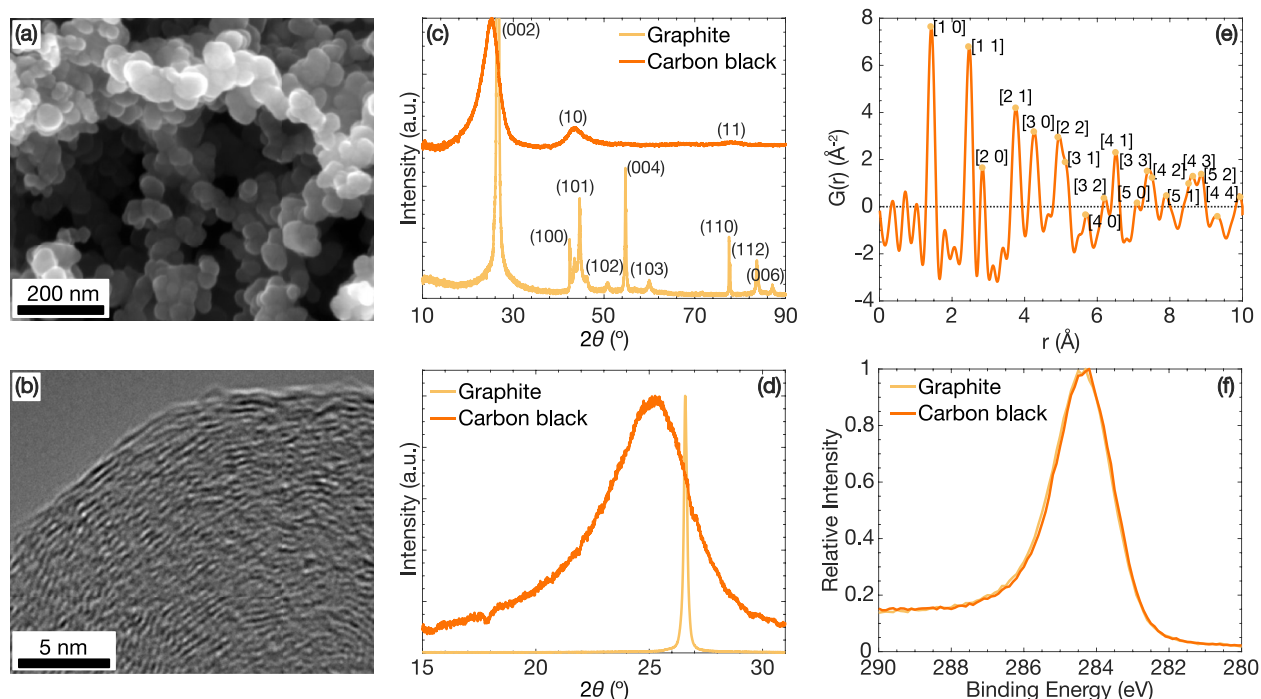 (a)
200 nm
(b)
5 nm
(c)
Graphite
Carbon black
(002)
(10)
(11)
(004)
(101)
(100)
(102)
(103)
(110)
(112)
(006)
Intensity (a.u.)
10 30 50 70 90
2θ (º)
(d)
Graphite
Carbon black
Intensity (a.u.)
15 20 25 30
2θ (º)
(e)
[1 0]
[1 1]
[2 1]
[3 0]
[2 2]
[2 0]
[3 1]
[4 1]
[3 3]
[4 2]
[4 3]
[5 2]
[3 2]
[5 0]
[5 1]
[4 4]
[4 0]
G(r) (Å-2)
8
6
4
2
0
−2
−4
0 2 4 6 8 10
r (Å)
(f)
Graphite
Carbon black
Relative Intensity
1
0.8
0.6
0.4
0.2
0
290 288 286 284 282 280
Binding Energy (eV)